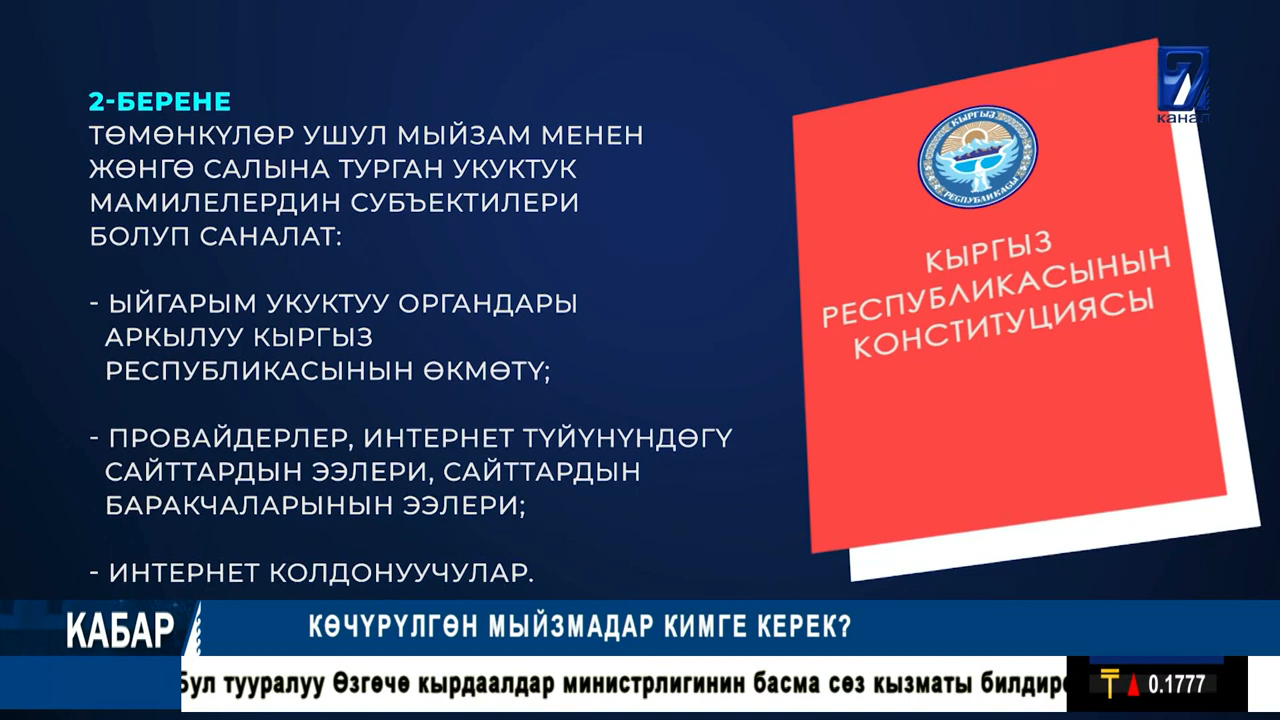 2-БЕРЕНЕ
ТӨМӨНКҮЛӨР УШУЛ МЫЙЗАМ МЕНЕН
ЖӨНГӨ САЛЫНА ТУРГАН УКУКТУК
МАМИЛЕЛЕРДИН СУБЪЕКТИЛЕРИ
БОЛУП САНАЛАТ:
- ЫЙГАРЫМ УКУКТУУ ОРГАНДАРЫ
АРКЫЛУУ КЫРГЫЗ
РЕСПУБЛИКАСЫНЫН ӨКМӨТҮ;
- ПРОВАЙДЕРЛЕР, ИНТЕРНЕТ ТҮЙҮНҮНДӨГҮ
САЙТТАРДЫН ЭЭЛЕРИ, САЙТТАРДЫН
БАРАКЧАЛАРЫНЫН ЭЭЛЕРИ;
- ИНТЕРНЕТ КОЛДОНУУЧУЛАР.
7
канал
КЫРГЫЗ
РЕСПУБЛИКАСЫ
КЫРГЫЗ
РЕСПУБЛИКАСЫНЫН
КОНСТИТУЦИЯСЫ
КАБАР
КӨЧҮРҮЛГӨН МЫЙЗМАДАР КИМГЕ КЕРЕК?
Бул тууралуу Өзгөчө кырдаалдар министрлигинин басма сөз кызматы билдир
₸ ▲ 0.1777